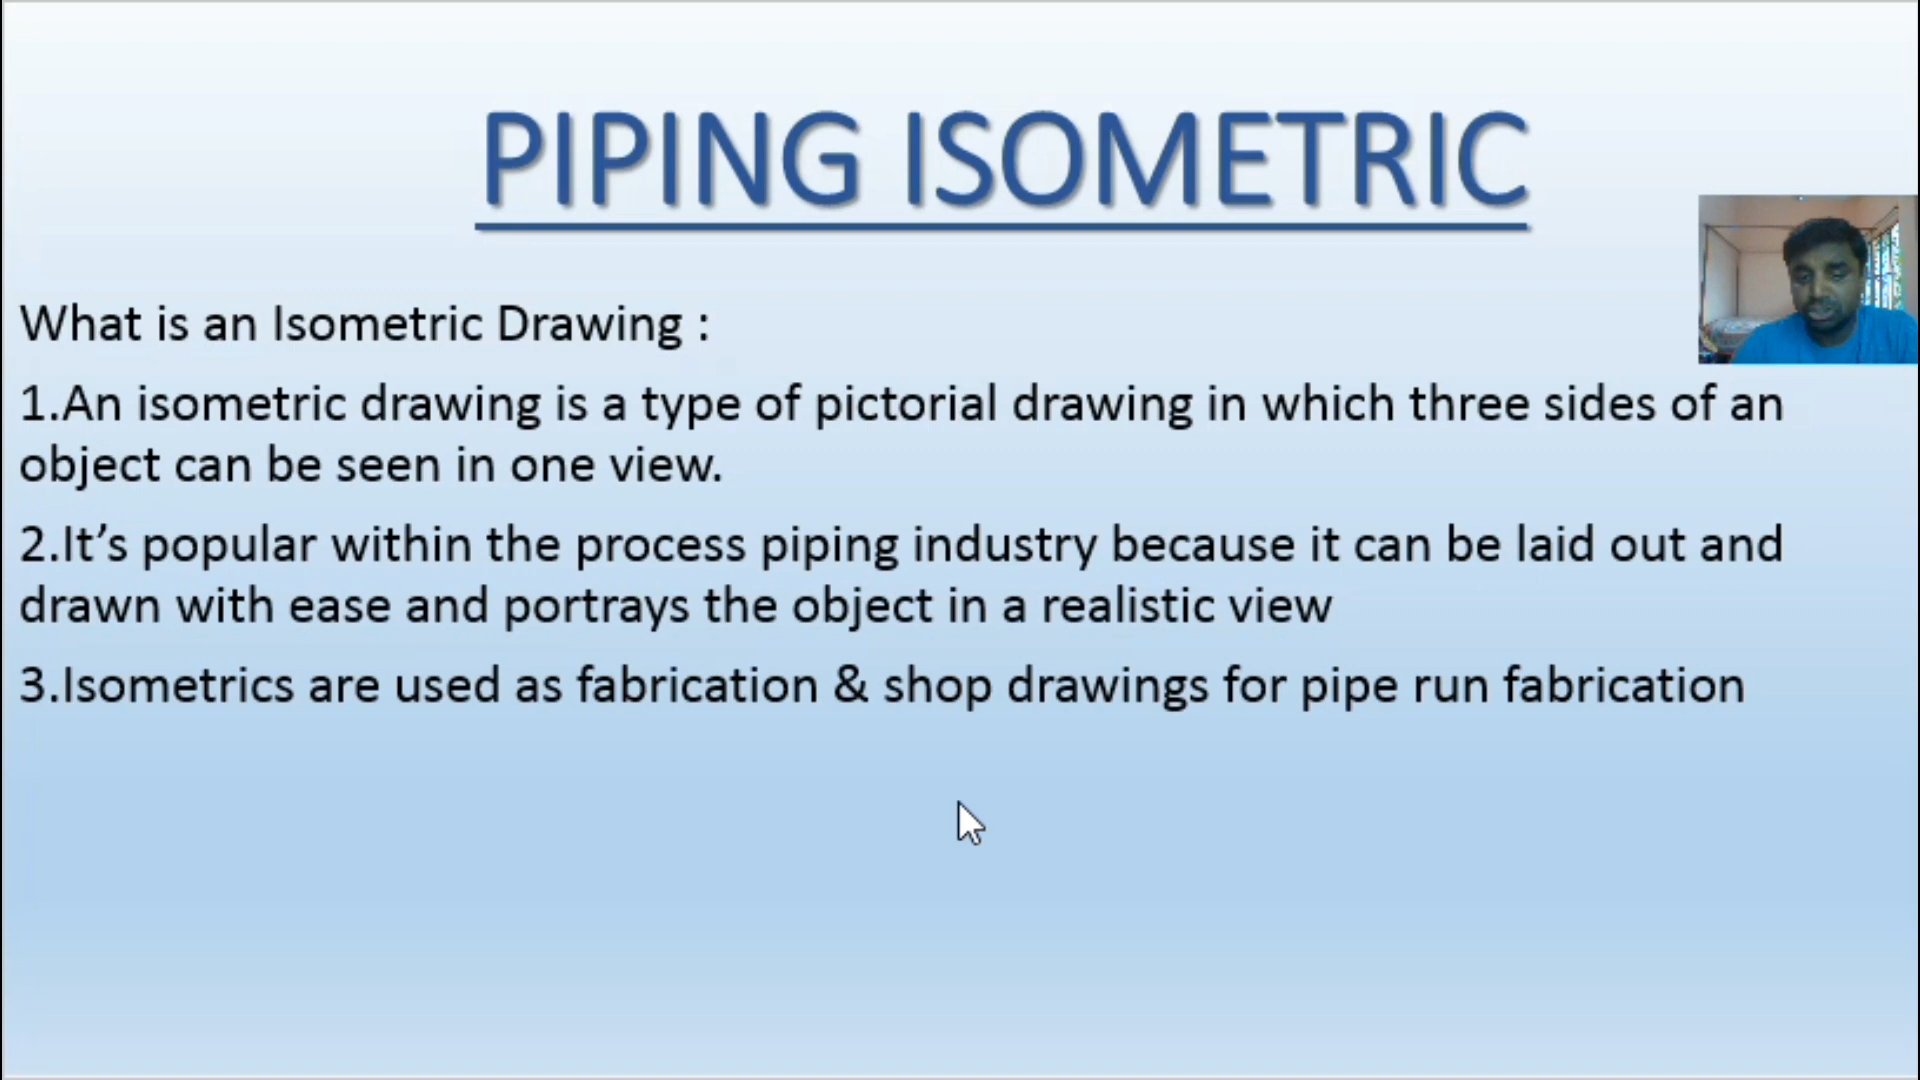 PIPING ISOMETRIC
What is an Isometric Drawing :
1.An isometric drawing is a type of pictorial drawing in which three sides of an
object can be seen in one view.
2.It’s popular within the process piping industry because it can be laid out and
drawn with ease and portrays the object in a realistic view
3.Isometrics are used as fabrication & shop drawings for pipe run fabrication